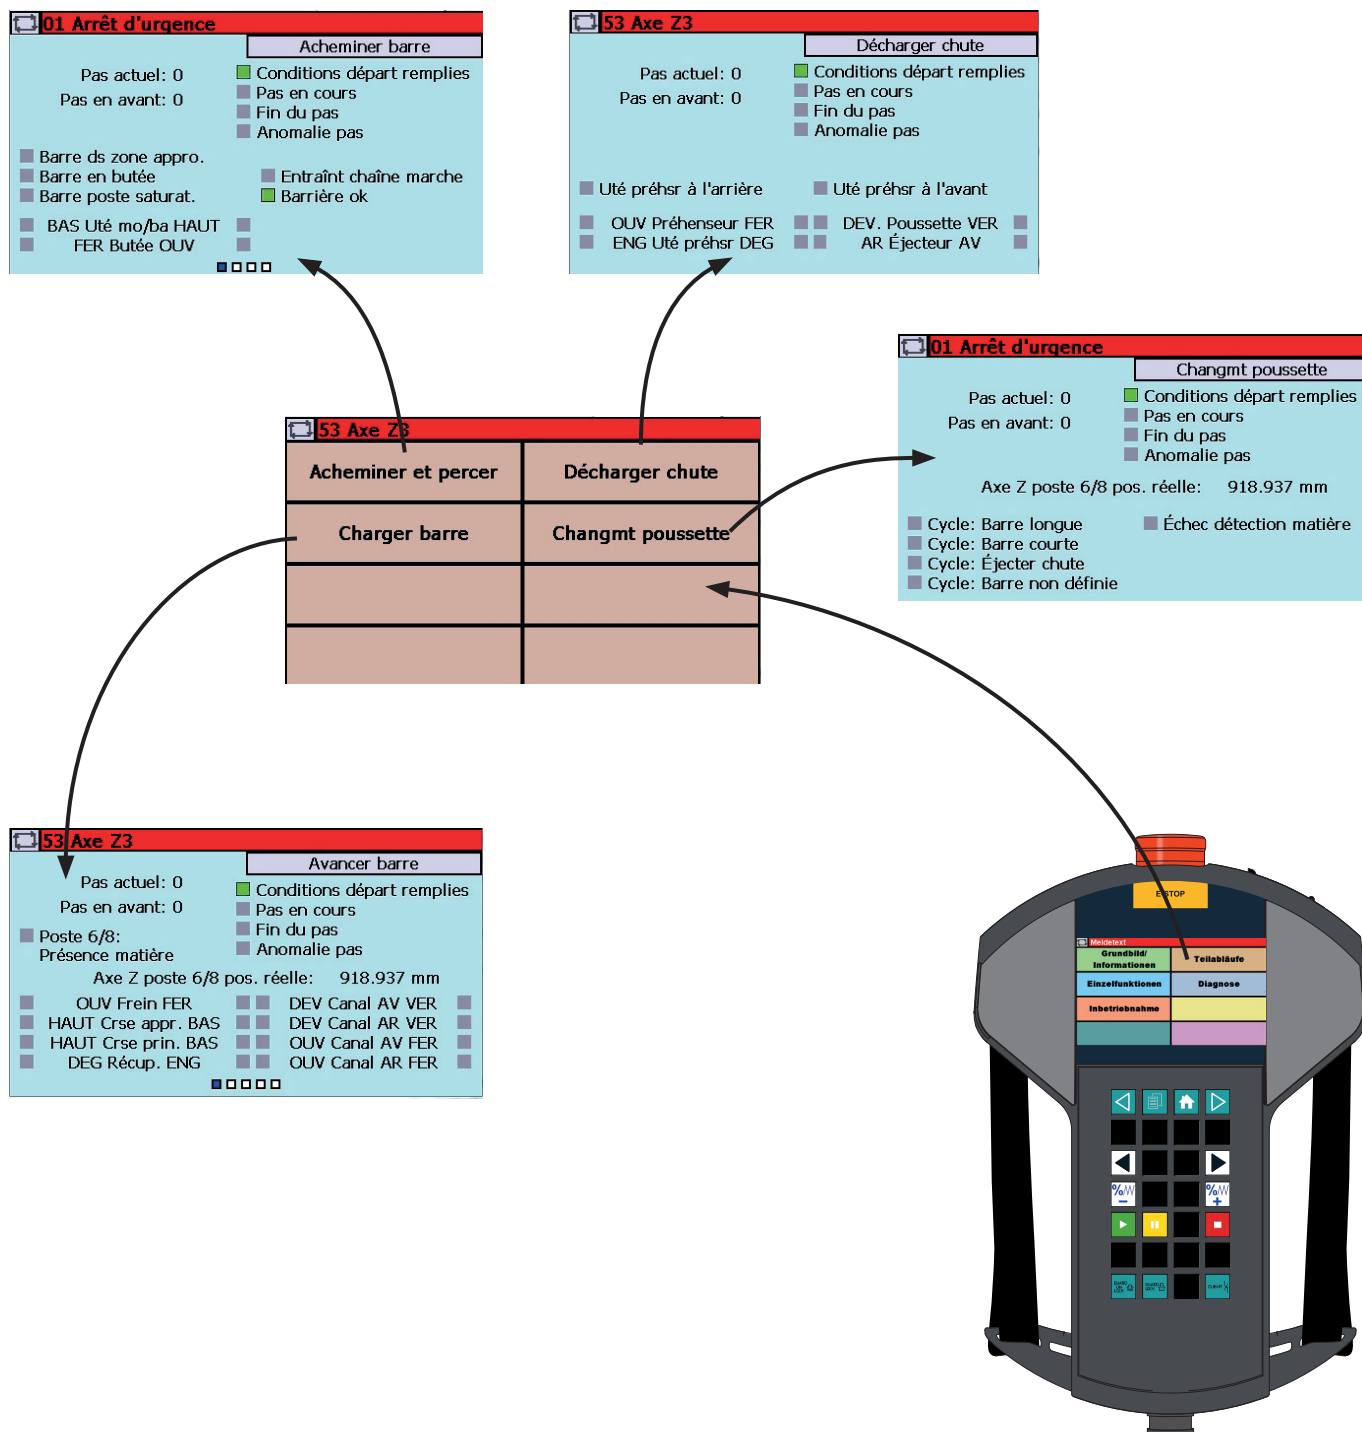 01 Arrêt d'urgence
Acheminer barre
Pas actuel: 0
Pas en avant: 0
Conditions départ remplies
Pas en cours
Fin du pas
Anomalie pas
Barre ds zone appro.
Barre en butée
Barre poste saturat.
Entraînt chaîne marche
Barrière ok
BAS Uté mo/ba HAUT
FER Butée OUV
53 Axe Z3
Décharger chute
Pas actuel: 0
Pas en avant: 0
Conditions départ remplies
Pas en cours
Fin du pas
Anomalie pas
Uté préhsr à l'arrière
Uté préhsr à l'avant
OUV Préhenseur FER
DEV. Poussette VER
ENG Uté préhsr DEG
AR Éjecteur AV
01 Arrêt d'urgence
Changmt poussette
Pas actuel: 0
Pas en avant: 0
Conditions départ remplies
Pas en cours
Fin du pas
Anomalie pas
Axe Z poste 6/8 pos. réelle: 918.937 mm
Cycle: Barre longue
Cycle: Barre courte
Cycle: Éjecter chute
Cycle: Barre non définie
Échec détection matière
53 Axe Z3
Acheminer et percer
Décharger chute
Charger barre
Changmt poussette
53 Axe Z3
Avancer barre
Pas actuel: 0
Pas en avant: 0
Conditions départ remplies
Pas en cours
Fin du pas
Anomalie pas
Poste 6/8:
Présence matière
Axe Z poste 6/8 pos. réelle: 918.937 mm
OUV Frein FER
DEV Canal AV VER
HAUT Crse appr. BAS
DEV Canal AR VER
HAUT Crse prin. BAS
OUV Canal AV FER
DEG Récup. ENG
OUV Canal AR FER
E-STOP
Meldetext
Grundbild/
Informationen
Teilabläufe
Einzelfunktionen
Diagnose
Inbetriebnahme
%
−
%
+